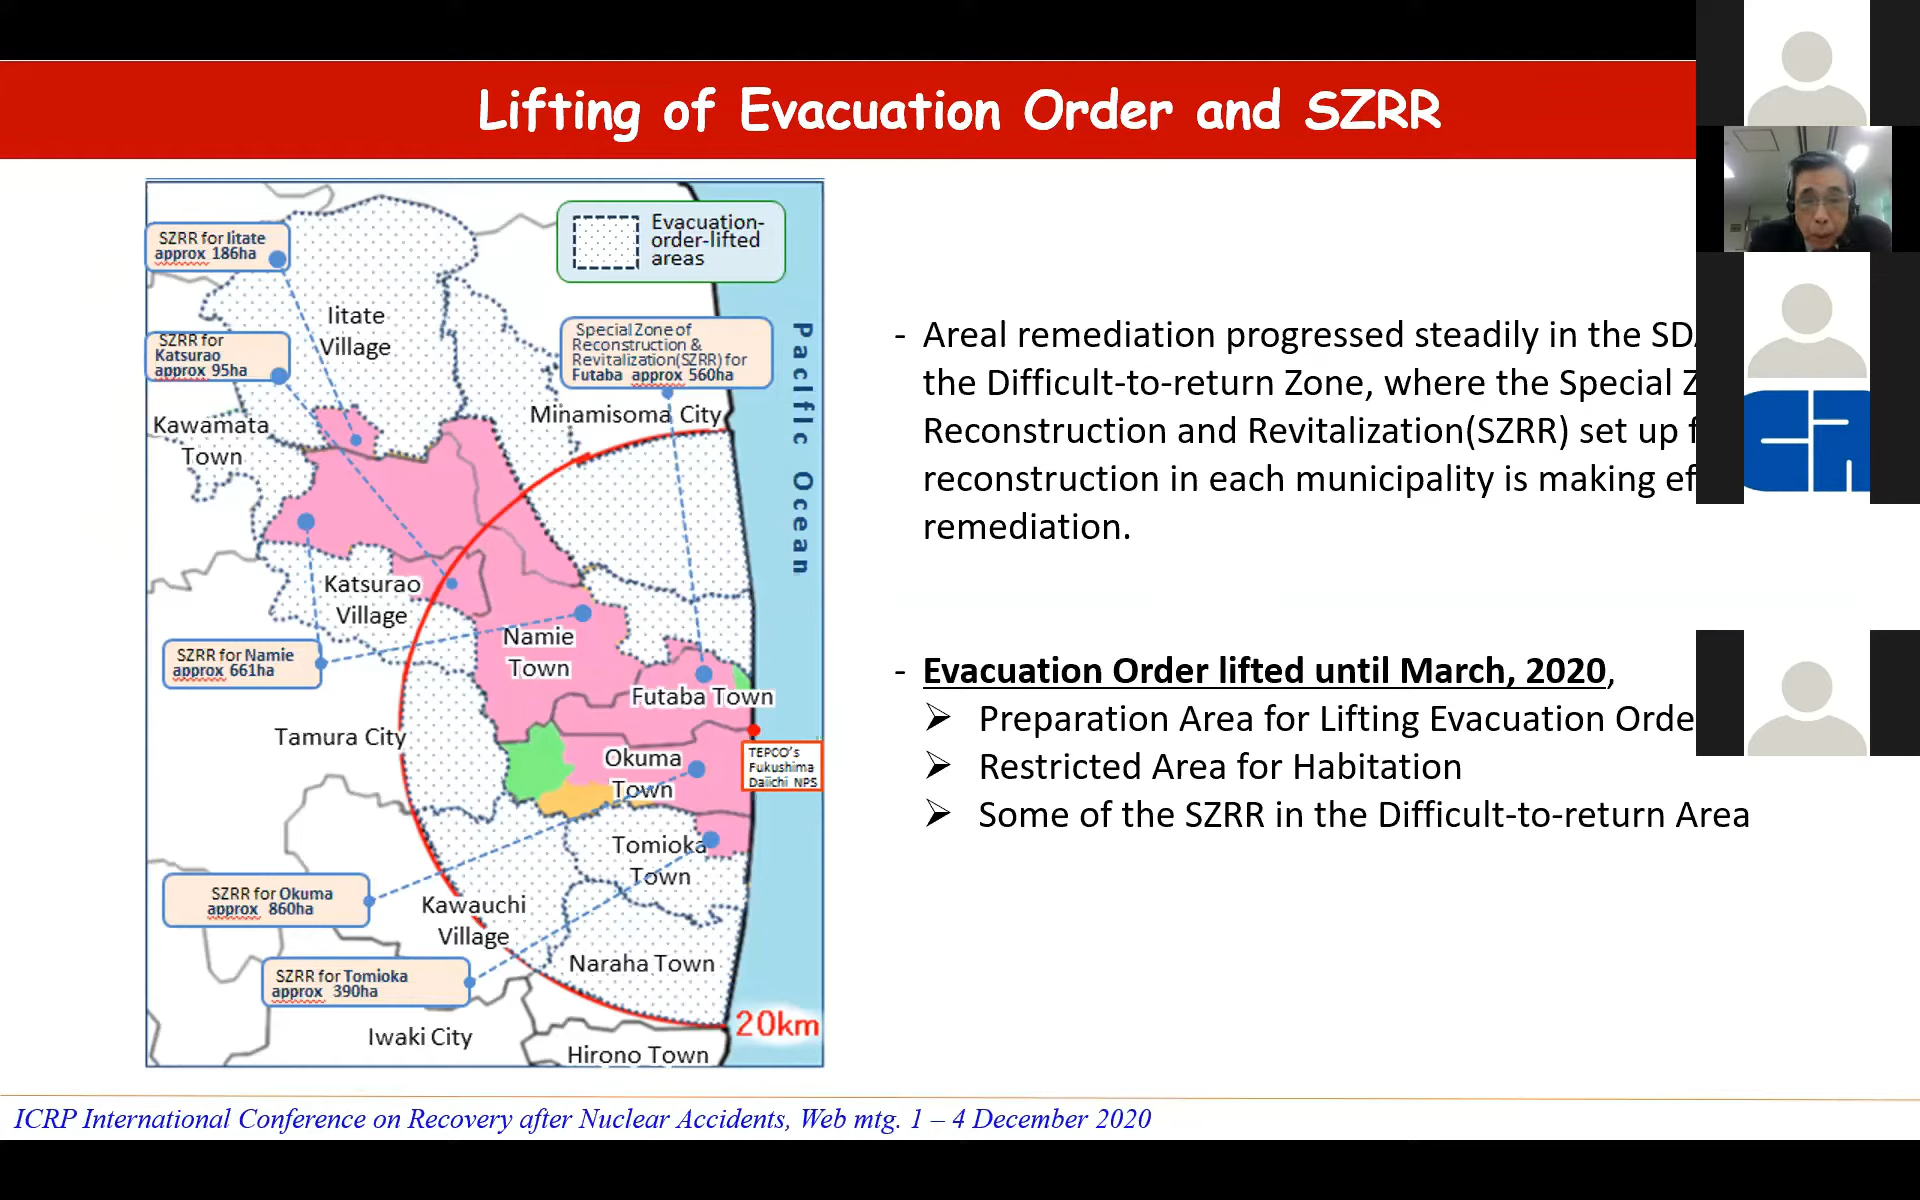 Lifting of Evacuation Order and SZRR
SZRR for Iitate
approx 186ha
SZRR for
Katsurao
approx 95ha
Evacuation-
order-lifted
areas
Special Zone of
Reconstruction &
Revitalization(SZRR) for
Futaba approx 560ha
Iitate
Village
Pacific Ocean
Minamisoma City
Kawamata
Town
Katsurao
Village
SZRR for Namie
approx 661ha
Namie
Town
Futaba Town
Tamura City
Okuma
Town
TEPCO's
Fukushima
Daiichi NPS
Tomioka
Town
SZRR for Okuma
approx 860ha
Kawauchi
Village
SZRR for Tomioka
approx 390ha
Naraha Town
20km
Iwaki City
Hirono Town
- Areal remediation progressed steadily in the SD
the Difficult-to-return Zone, where the Special Z
Reconstruction and Revitalization(SZRR) set up f
reconstruction in each municipality is making ef
remediation.
- Evacuation Order lifted until March, 2020,
➢ Preparation Area for Lifting Evacuation Orde
➢ Restricted Area for Habitation
➢ Some of the SZRR in the Difficult-to-return Area
ICRP International Conference on Recovery after Nuclear Accidents, Web mtg. 1 – 4 December 2020